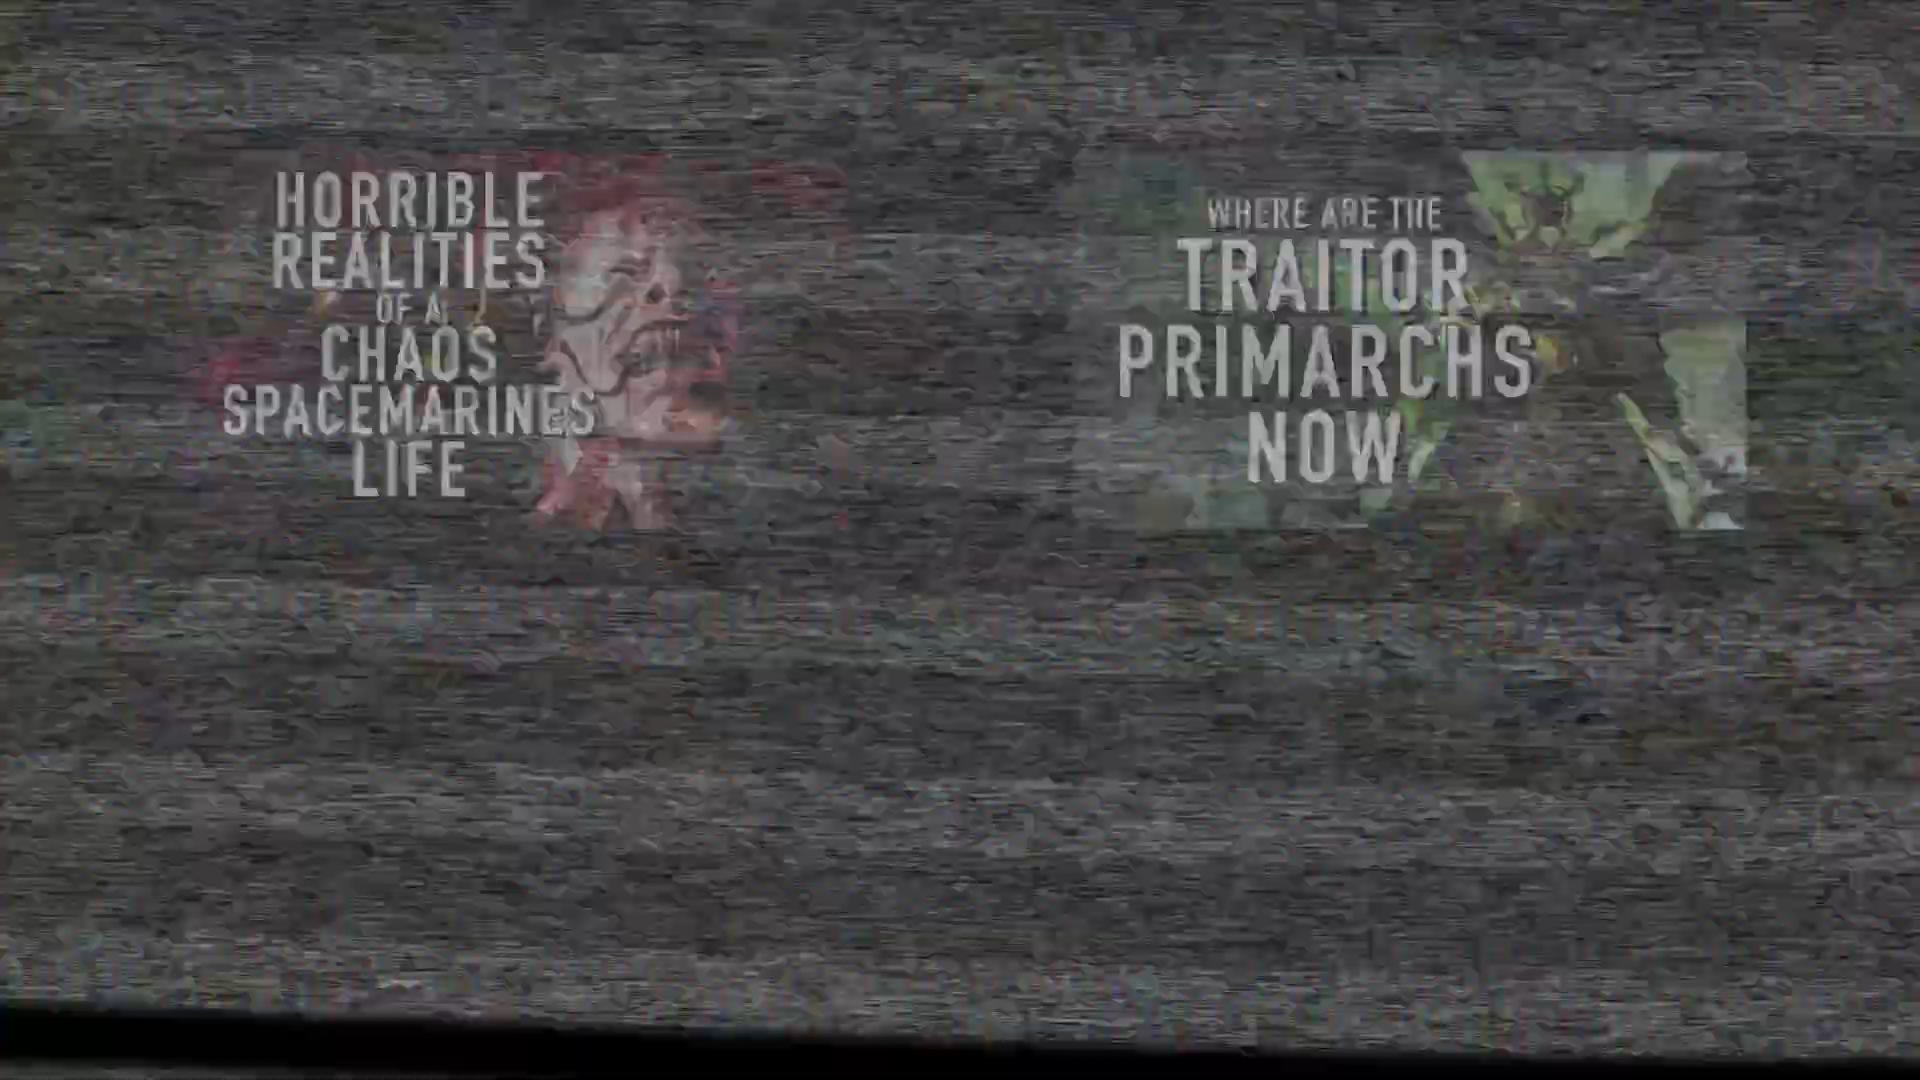 HORRIBLE
REALITIES
OF A
CHAOS
SPACEMARINES
LIFE
WHERE ARE THE
TRAITOR
PRIMARCHS
NOW